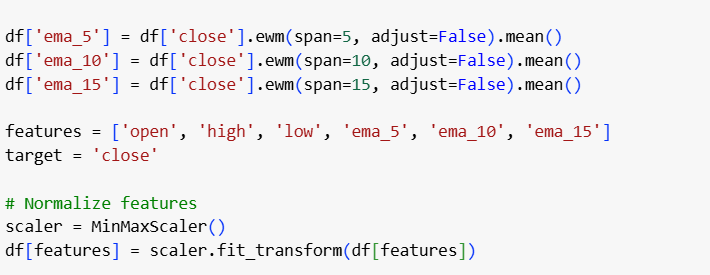 df['ema_5'] = df['close'].ewm(span=5, adjust=False).mean()
df['ema_10'] = df['close'].ewm(span=10, adjust=False).mean()
df['ema_15'] = df['close'].ewm(span=15, adjust=False).mean()
features = ['open', 'high', 'low', 'ema_5', 'ema_10', 'ema_15']
target = 'close'
# Normalize features
scaler = MinMaxScaler()
df[features] = scaler.fit_transform(df[features])